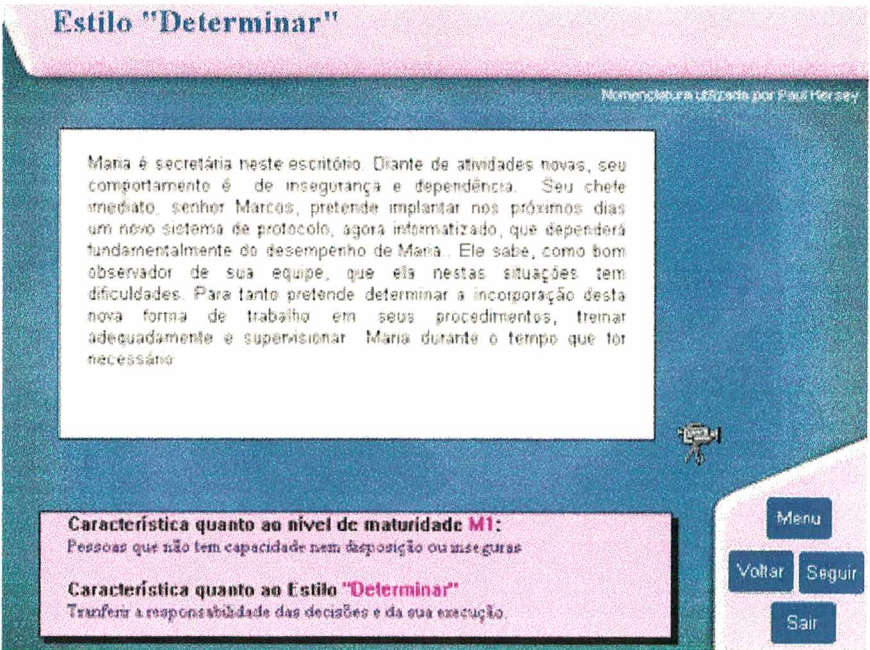 Estilo "Determinar"
Nomenclatura utilizada por Paul Hersey
Maria é secretária neste escritório. Diante de atividades novas, seu
comportamento é de insegurança e dependência. Seu chefe
imediato, senhor Marcos, pretende implantar nos próximos dias
um novo sistema de protocolo, agora informatizado, que dependerá
fundamentalmente do desempenho de Maria.. Ele sabe, como bom
observador de sua equipe, que ela nestas situações tem
dificuldades. Para tanto pretende determinar a incorporação desta
nova forma de trabalho em seus procedimentos, treinar
adequadamente e supervisionar Maria durante o tempo que for
necessário
Característica quanto ao nível de maturidade M1:
Pessoas que não tem capacidade nem disposição ou inseguras
Característica quanto ao Estilo "Determinar"
Tranferir a responsabilidade das decisões e da sua execução.
Menu
Voltar Seguir
Sair